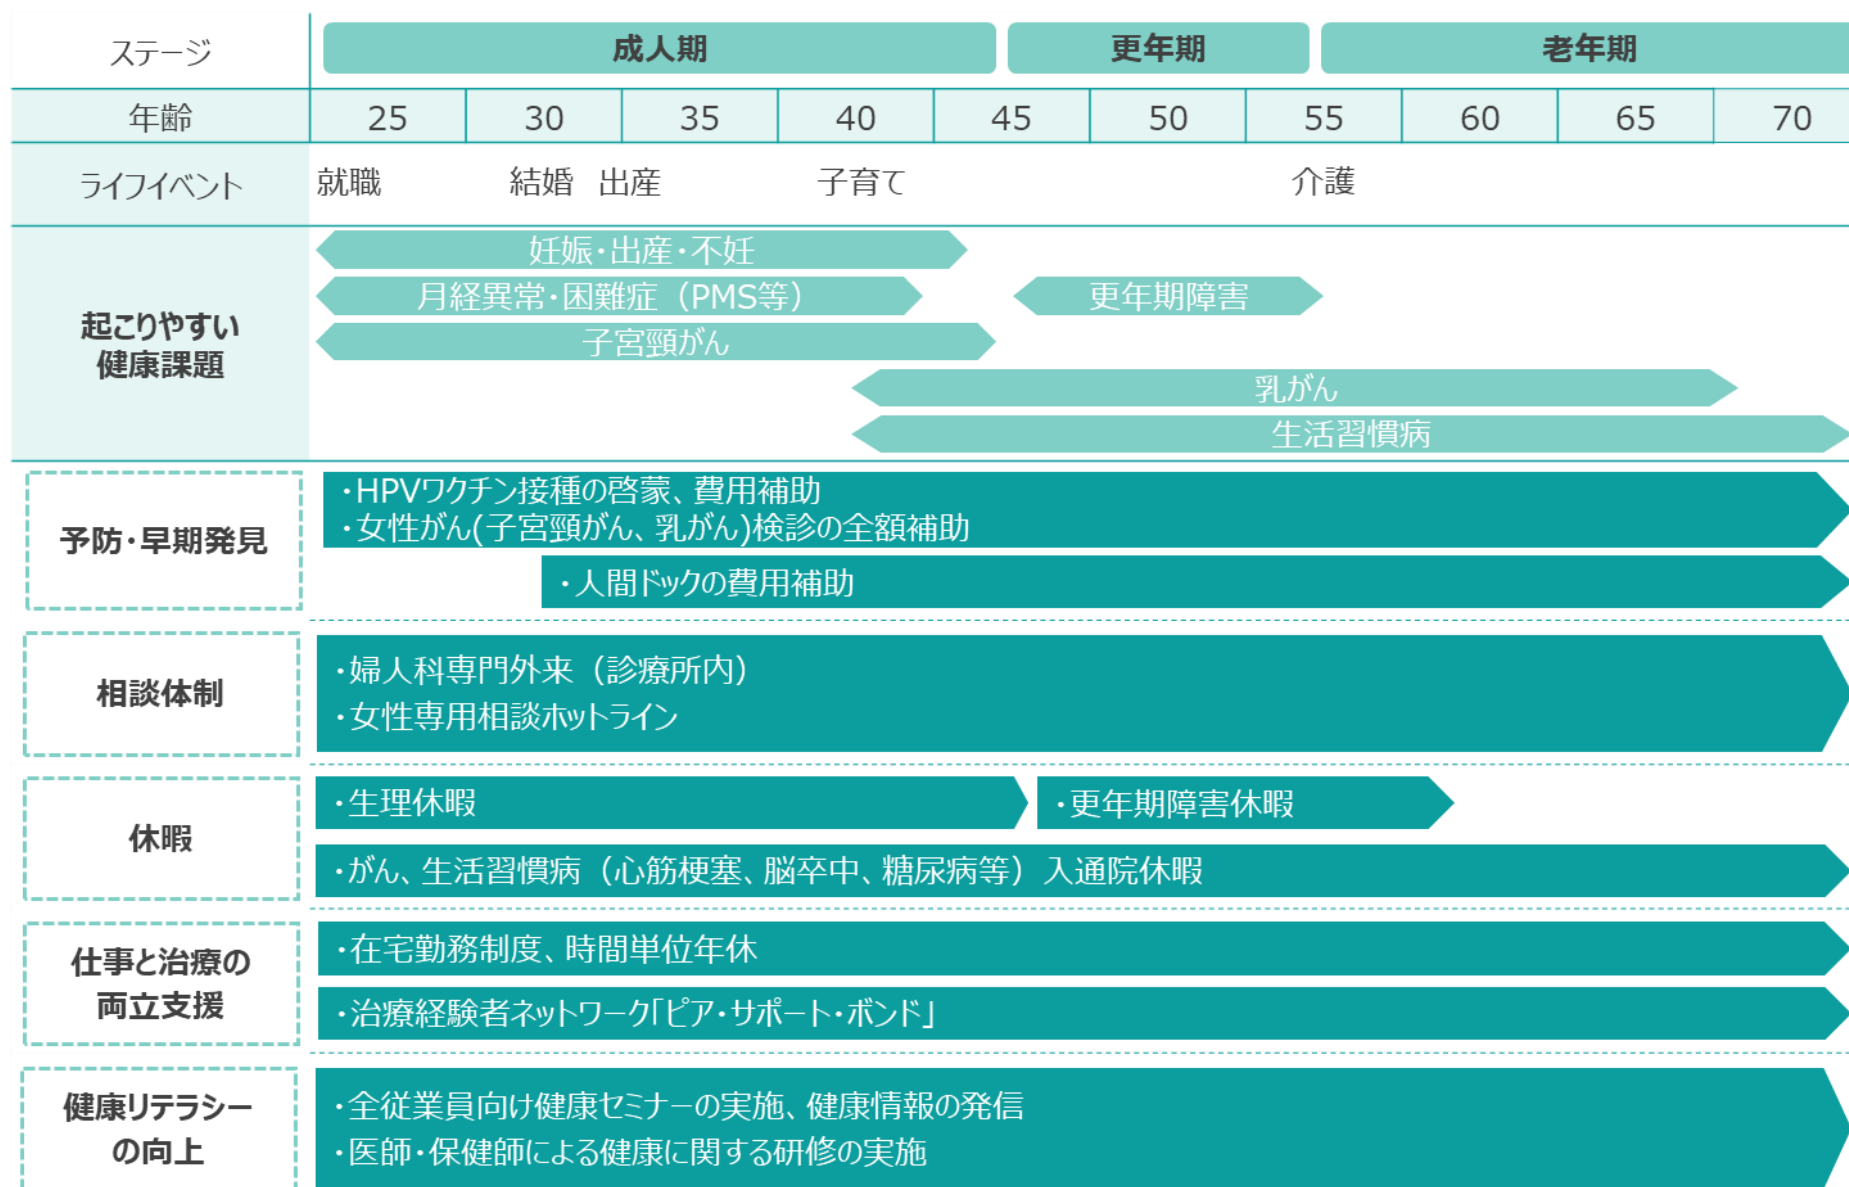 ステージ 成人期 更年期 老年期
年齢 25 30 35 40 45 50 55 60 65 70
ライフイベント 就職 結婚 出産 子育て 介護
起こりやすい
健康課題
妊娠・出産・不妊
月経異常・困難症（PMS等） 更年期障害
子宮頸がん
乳がん
生活習慣病
予防・早期発見
・HPVワクチン接種の啓蒙、費用補助
・女性がん(子宮頸がん、乳がん)検診の全額補助
・人間ドックの費用補助
相談体制
・婦人科専門外来（診療所内）
・女性専用相談ホットライン
休暇
・生理休暇 ・更年期障害休暇
・がん、生活習慣病（心筋梗塞、脳卒中、糖尿病等）入通院休暇
仕事と治療の
両立支援
・在宅勤務制度、時間単位年休
・治療経験者ネットワーク「ピア・サポート・ボンド」
健康リテラシー
の向上
・全従業員向け健康セミナーの実施、健康情報の発信
・医師・保健師による健康に関する研修の実施